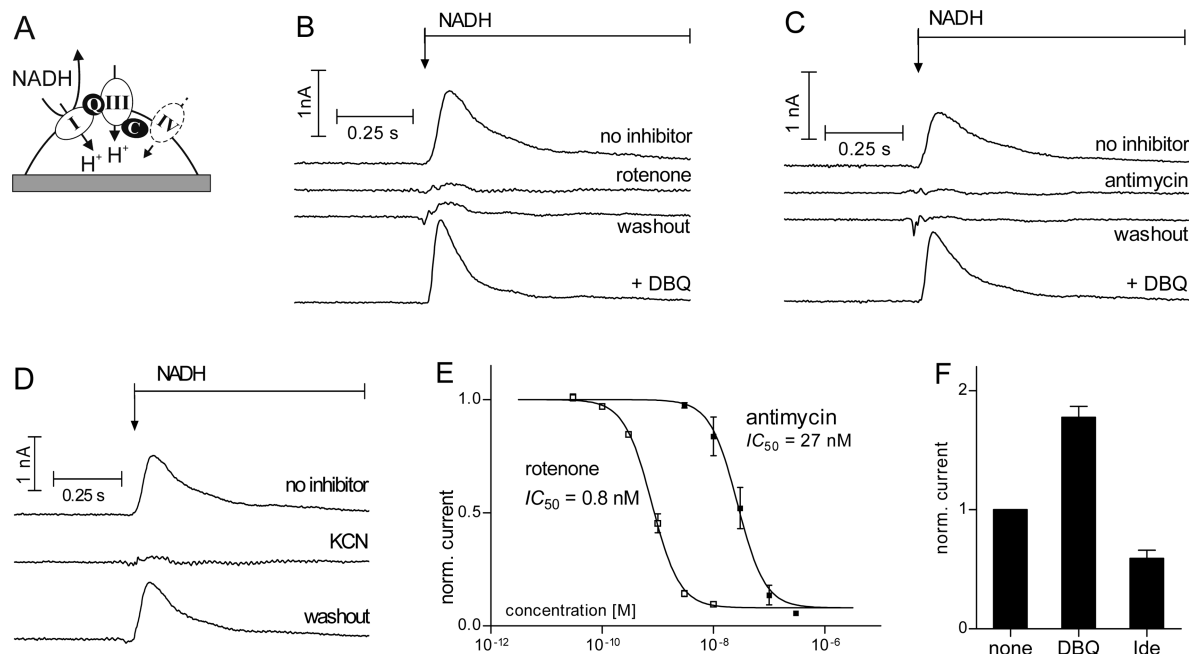 A
NADH
I
Q
III
C
IV
H+ H+
B
NADH
1nA
0.25 s
no inhibitor
rotenone
washout
+ DBQ
C
NADH
1 nA
0.25 s
no inhibitor
antimycin
washout
+ DBQ
D
NADH
1 nA
0.25 s
no inhibitor
KCN
washout
E
norm. current
1.0
0.5
0.0
antimycin
IC50 = 27 nM
rotenone
IC50 = 0.8 nM
concentration [M]
10-12
10-10
10-8
10-6
F
norm. current
2
1
0
none
DBQ
Ide